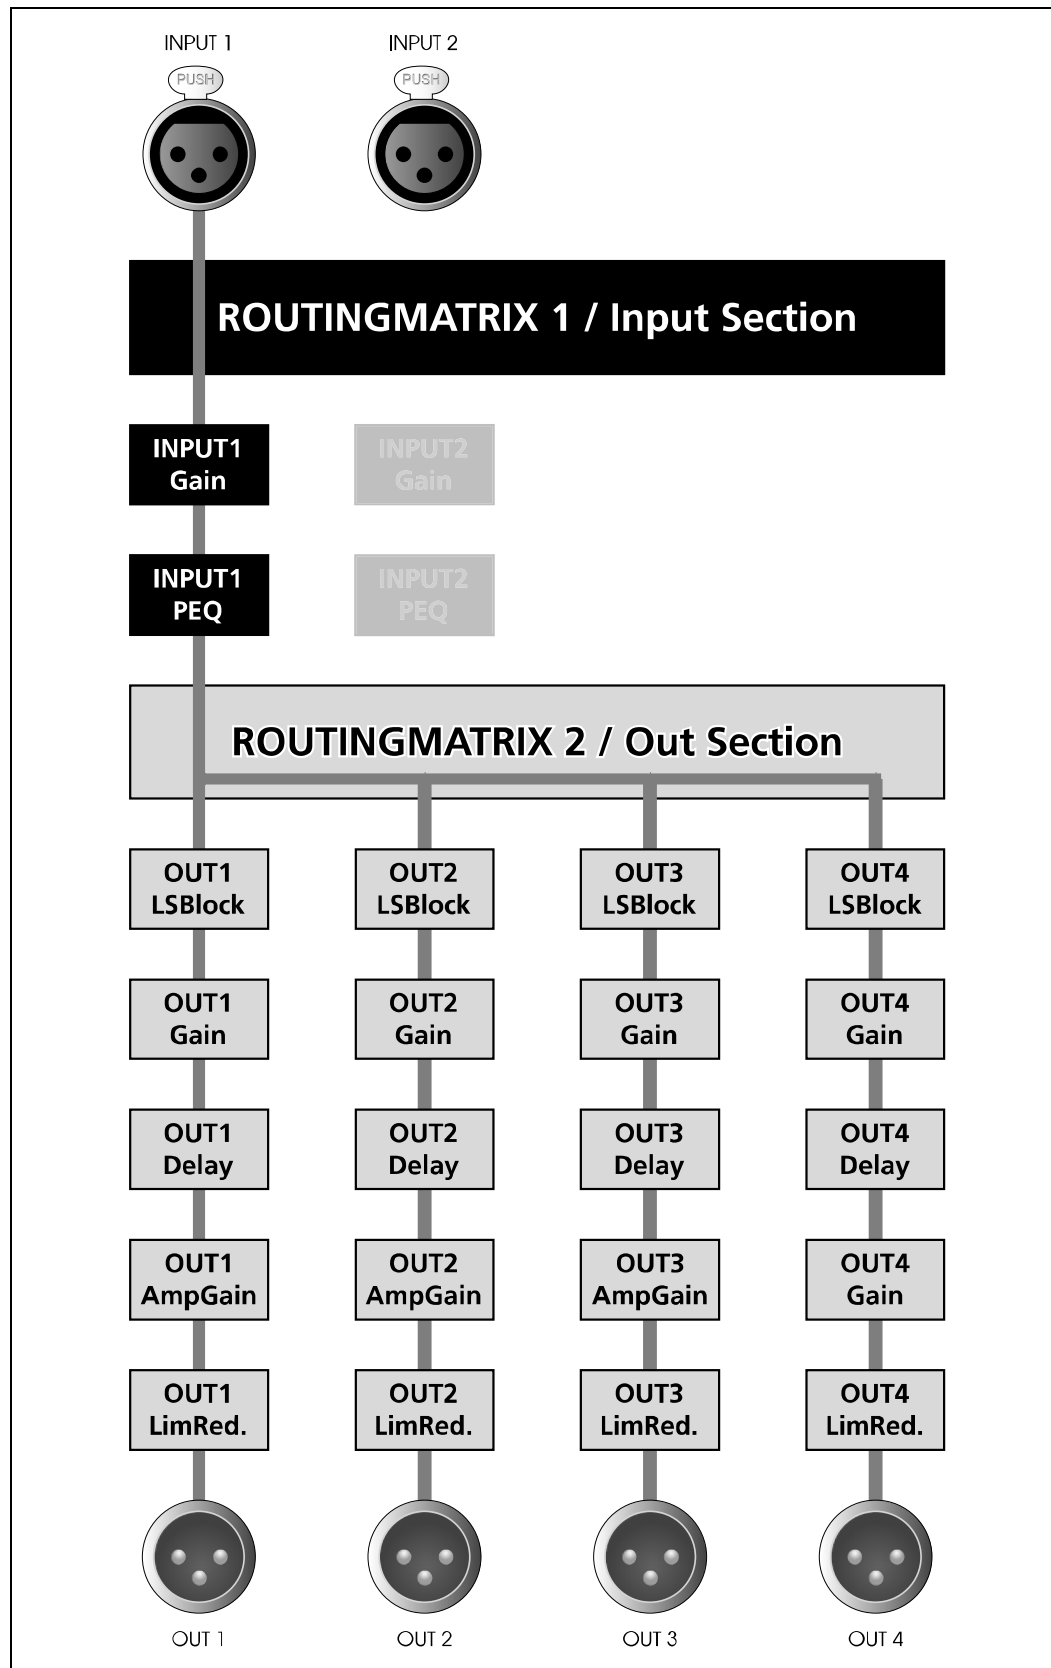 INPUT 1
INPUT 2
PUSH
PUSH
ROUTINGMATRIX 1 / Input Section
INPUT1
Gain
INPUT2
Gain
INPUT1
PEQ
INPUT2
PEQ
ROUTINGMATRIX 2 / Out Section
OUT1
LSBlock
OUT2
LSBlock
OUT3
LSBlock
OUT4
LSBlock
OUT1
Gain
OUT2
Gain
OUT3
Gain
OUT4
Gain
OUT1
Delay
OUT2
Delay
OUT3
Delay
OUT4
Delay
OUT1
AmpGain
OUT2
AmpGain
OUT3
AmpGain
OUT4
Gain
OUT1
LimRed.
OUT2
LimRed.
OUT3
LimRed.
OUT4
LimRed.
OUT 1
OUT 2
OUT 3
OUT 4